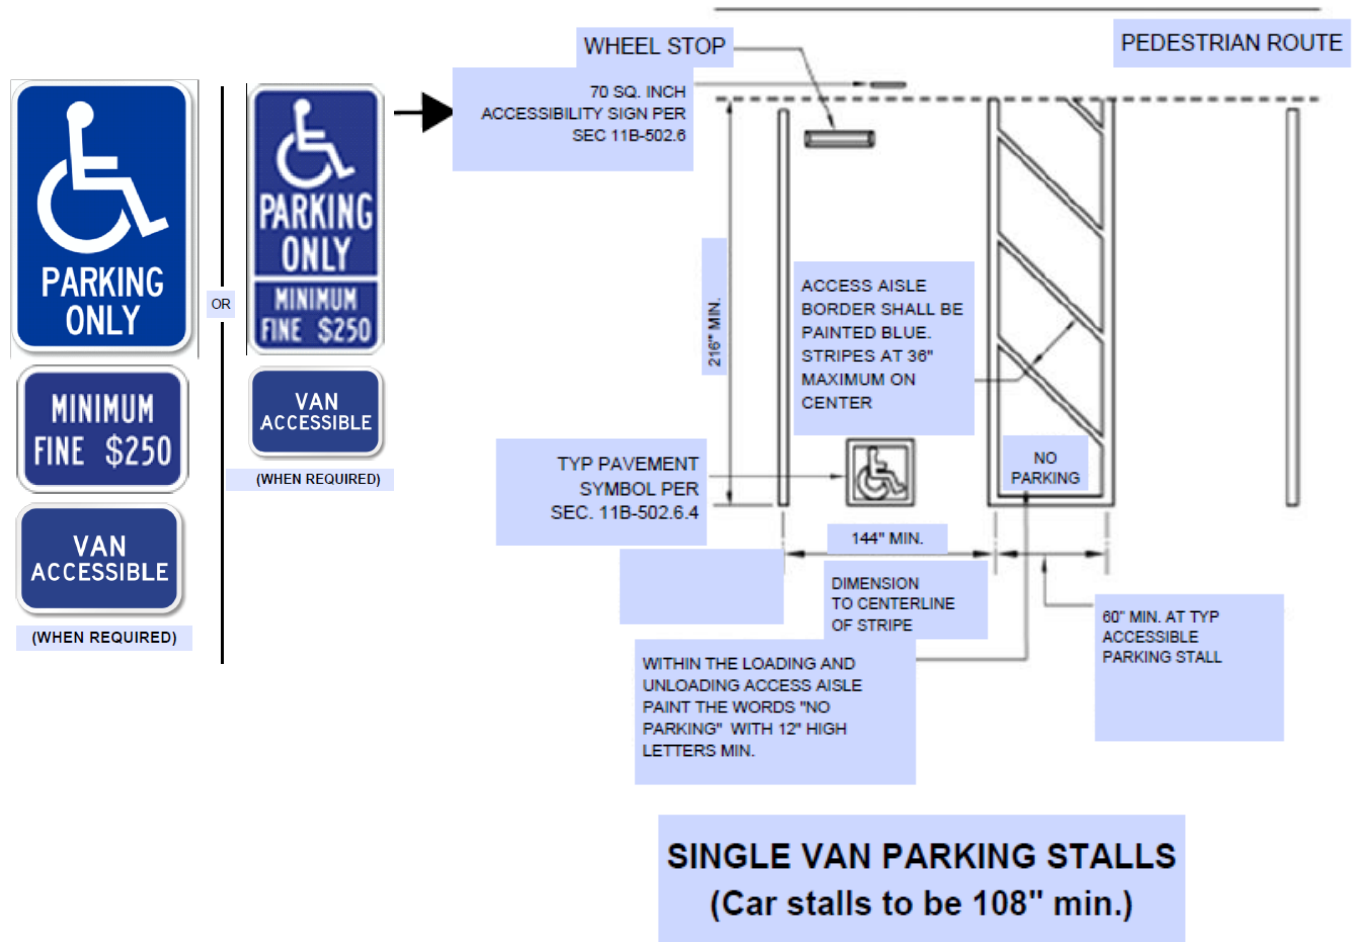 PARKING
ONLY
MINIMUM
FINE $250
VAN
ACCESSIBLE
(WHEN REQUIRED)
OR
PARKING
ONLY
MINIMUM
FINE $250
VAN
ACCESSIBLE
(WHEN REQUIRED)
WHEEL STOP
70 SQ. INCH
ACCESSIBILITY SIGN PER
SEC 11B-502.6
PEDESTRIAN ROUTE
216" MIN.
ACCESS AISLE
BORDER SHALL BE
PAINTED BLUE.
STRIPES AT 36"
MAXIMUM ON
CENTER
TYP PAVEMENT
SYMBOL PER
SEC. 11B-502.6.4
NO
PARKING
144" MIN.
DIMENSION
TO CENTERLINE
OF STRIPE
60" MIN. AT TYP
ACCESSIBLE
PARKING STALL
WITHIN THE LOADING AND
UNLOADING ACCESS AISLE
PAINT THE WORDS "NO
PARKING" WITH 12" HIGH
LETTERS MIN.
SINGLE VAN PARKING STALLS
(Car stalls to be 108" min.)